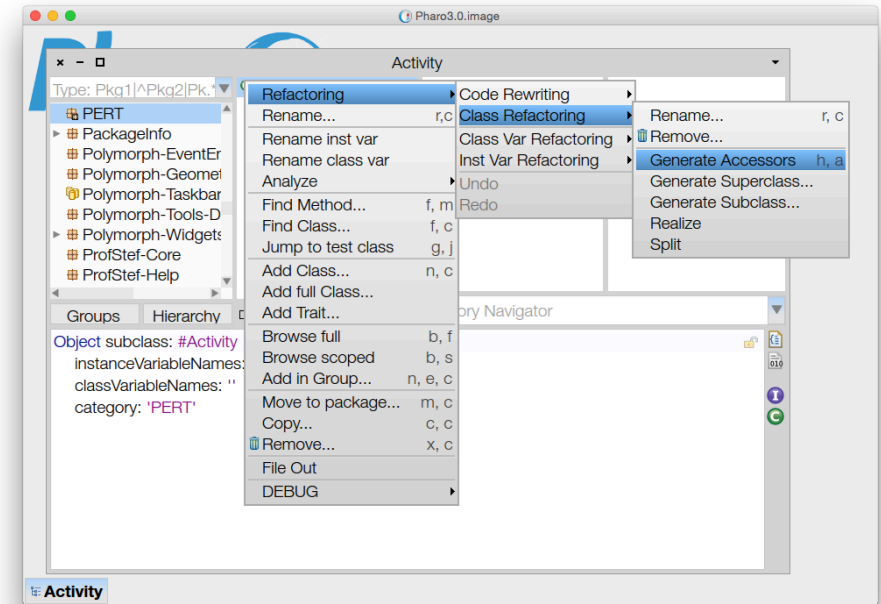 Pharo3.0.image
Activity
Type: Pkg1|^Pkg2|Pk.*
PERT
PackageInfo
Polymorph-EventEr
Polymorph-Geomet
Polymorph-Taskbar
Polymorph-Tools-D
Polymorph-Widgets
ProfStef-Core
ProfStef-Help
Groups
Hierarchy
ory Navigator
Refactoring
Rename... r,c
Rename inst var
Rename class var
Analyze
Find Method... f, m
Find Class... f, c
Jump to test class g, j
Add Class... n, c
Add full Class...
Add Trait...
Browse full b, f
Browse scoped b, s
Add in Group... n, e, c
Move to package... m, c
Copy... c, c
Remove... x, c
File Out
DEBUG
Code Rewriting
Class Refactoring
Class Var Refactoring
Inst Var Refactoring
Undo
Redo
Rename... r, c
Remove...
Generate Accessors h, a
Generate Superclass...
Generate Subclass...
Realize
Split
Object subclass: #Activity
instanceVariableNames:
classVariableNames: ''
category: 'PERT'
010
I
C
Activity